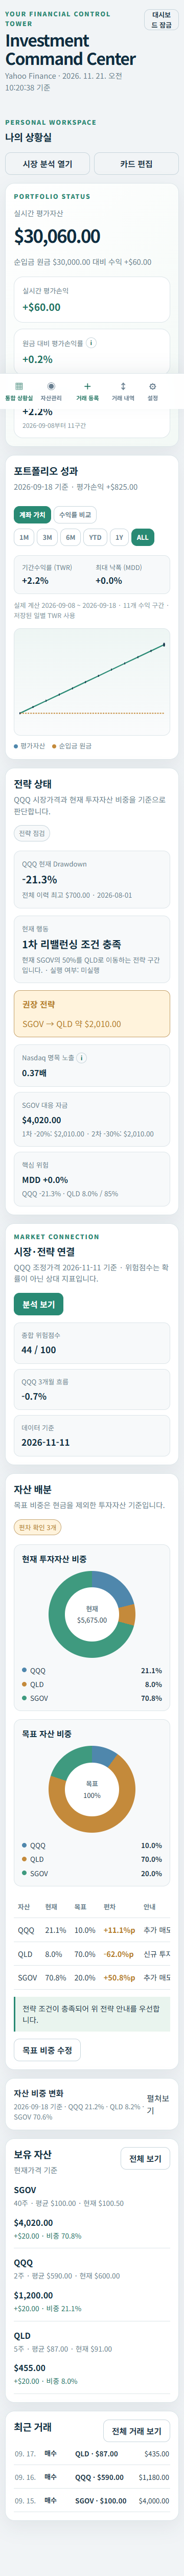 YOUR FINANCIAL CONTROL
TOWER
대시보
드 잠금
Investment
Command Center
Yahoo Finance · 2026. 11. 21. 오전
10:20:38 기준
PERSONAL WORKSPACE
나의 상황실
시장 분석 열기
카드 편집
PORTFOLIO STATUS
실시간 평가자산
$30,060.00
순입금 원금 $30,000.00 대비 수익 +$60.00
실시간 평가손익
+$60.00
원금 대비 평가손익률 i
+0.2%
통합 상황실
자산관리
거래 등록
거래 내역
설정
+2.2%
2026-09-08부터 11구간
포트폴리오 성과
2026-09-18 기준 · 평가손익 +$825.00
계좌 가치
수익률 비교
1M
3M
6M
YTD
1Y
ALL
기간수익률 (TWR)
+2.2%
최대 낙폭 (MDD)
+0.0%
실제 계산 2026-09-08 ~ 2026-09-18 · 11개 수익 구간 ·
저장된 일별 TWR 사용
평가자산
순입금 원금
전략 상태
QQQ 시장가격과 현재 투자자산 비중을 기준으로
판단합니다.
전략 점검
QQQ 현재 Drawdown
-21.3%
전체 이력 최고 $700.00 · 2026-08-01
현재 행동
1차 리밸런싱 조건 충족
현재 SGOV의 50%를 QLD로 이동하는 전략 구간
입니다. · 실행 여부: 미실행
권장 전략
SGOV → QLD 약 $2,010.00
Nasdaq 명목 노출 i
0.37배
SGOV 대응 자금
$4,020.00
1차 -20%: $2,010.00 · 2차 -30%: $2,010.00
핵심 위험
MDD +0.0%
QQQ -21.3% · QLD 8.0% / 85%
MARKET CONNECTION
시장·전략 연결
QQQ 조정가격 2026-11-11 기준 · 위험점수는 확
률이 아닌 상대 지표입니다.
분석 보기
종합 위험점수
44 / 100
QQQ 3개월 흐름
-0.7%
데이터 기준
2026-11-11
자산 배분
목표 비중은 현금을 제외한 투자자산 기준입니다.
편차 확인 3개
현재 투자자산 비중
현재
$5,675.00
QQQ 21.1%
QLD 8.0%
SGOV 70.8%
목표 자산 비중
목표
100%
QQQ 10.0%
QLD 70.0%
SGOV 20.0%
자산 현재 목표 편차 안내
QQQ 21.1% 10.0% +11.1%p 추가 매도
QLD 8.0% 70.0% -62.0%p 신규 투자
SGOV 70.8% 20.0% +50.8%p 추가 매도
전략 조건이 충족되어 위 전략 안내를 우선합
니다.
목표 비중 수정
자산 비중 변화
2026-09-18 기준 · QQQ 21.2% · QLD 8.2% ·
SGOV 70.6%
펼쳐보
기
보유 자산
현재가격 기준
전체 보기
SGOV
40주 · 평균 $100.00 · 현재 $100.50
$4,020.00
+$20.00 · 비중 70.8%
QQQ
2주 · 평균 $590.00 · 현재 $600.00
$1,200.00
+$20.00 · 비중 21.1%
QLD
5주 · 평균 $87.00 · 현재 $91.00
$455.00
+$20.00 · 비중 8.0%
최근 거래
전체 거래 보기
09. 17. 매수 QLD · $87.00 $435.00
09. 16. 매수 QQQ · $590.00 $1,180.00
09. 15. 매수 SGOV · $100.00 $4,000.00